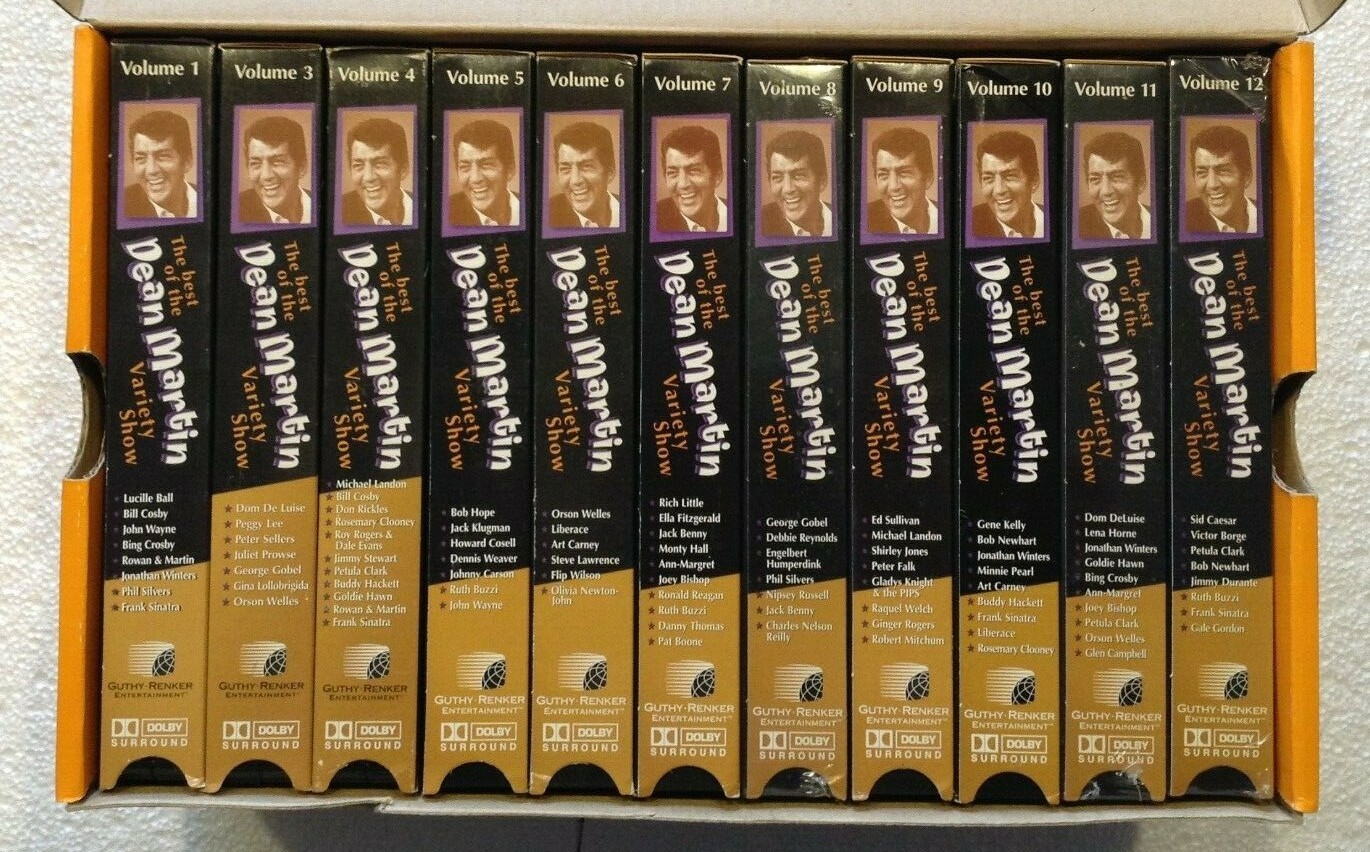 Volume 1
The best
of the
Dean Martin
Variety
Show
Lucille Ball
Bill Cosby
John Wayne
Bing Crosby
Rowan & Martin
Jonathan Winters
Phil Silvers
Frank Sinatra
GUTHY-RENKER
ENTERTAINMENT
DOLBY
SURROUND
Volume 3
The best
of the
Dean Martin
Variety
Show
Dom De Luise
Peggy Lee
Peter Sellers
Juliet Prowse
George Gobel
Gina Lollobrigida
Orson Welles
GUTHY-RENKER
ENTERTAINMENT
DOLBY
SURROUND
Volume 4
The best
of the
Dean Martin
Variety
Show
Michael Landon
Bill Cosby
Don Rickles
Rosemary Clooney
Roy Rogers &
Dale Evans
Jimmy Stewart
Petula Clark
Buddy Hackett
Goldie Hawn
Rowan & Martin
Frank Sinatra
GUTHY-RENKER
ENTERTAINMENT
DOLBY
SURROUND
Volume 5
The best
of the
Dean Martin
Variety
Show
Bob Hope
Jack Klugman
Howard Cosell
Dennis Weaver
Johnny Carson
Ruth Buzzi
John Wayne
GUTHY-RENKER
ENTERTAINMENT™
DOLBY
SURROUND
Volume 6
The best
of the
Dean Martin
Variety
Show
Orson Welles
Liberace
Art Carney
Steve Lawrence
Flip Wilson
Olivia Newton-
John
GUTHY-RENKER
ENTERTAINMENT™
DOLBY
SURROUND
Volume 7
The best
of the
Dean Martin
Variety
Show
Rich Little
Ella Fitzgerald
Jack Benny
Monty Hall
Ann-Margret
Joey Bishop
Ronald Reagan
Ruth Buzzi
Danny Thomas
Pat Boone
GUTHY-RENKER
ENTERTAINMENT™
DOLBY
SURROUND
Volume 8
The best
of the
Dean Martin
Variety
Show
George Gobel
Debbie Reynolds
Engelbert
Humperdink
Phil Silvers
Nipsey Russell
Jack Benny
Charles Nelson
Reilly
GUTHY-RENKER
ENTERTAINMENT™
DOLBY
SURROUND
Volume 9
The best
of the
Dean Martin
Variety
Show
Ed Sullivan
Michael Landon
Shirley Jones
Peter Falk
Gladys Knight
& the PIPS
Raquel Welch
Ginger Rogers
Robert Mitchum
GUTHY-RENKER
ENTERTAINMENT™
DOLBY
SURROUND
Volume 10
The best
of the
Dean Martin
Variety
Show
Gene Kelly
Bob Newhart
Jonathan Winters
Minnie Pearl
Art Carney
Buddy Hackett
Frank Sinatra
Liberace
Rosemary Clooney
GUTHY-RENKER
ENTERTAINMENT™
DOLBY
SURROUND
Volume 11
The best
of the
Dean Martin
Variety
Show
Dom DeLuise
Lena Horne
Jonathan Winters
Goldie Hawn
Bing Crosby
Ann-Margret
Joey Bishop
Petula Clark
Orson Welles
Glen Campbell
GUTHY-RENKER
ENTERTAINMENT™
DOLBY
SURROUND
Volume 12
The best
of the
Dean Martin
Variety
Show
Sid Caesar
Victor Borge
Petula Clark
Bob Newhart
Jimmy Durante
Ruth Buzzi
Frank Sinatra
Gale Gordon
GUTHY-RENKER
ENTERTAINMENT™
DOLBY
SURROUND